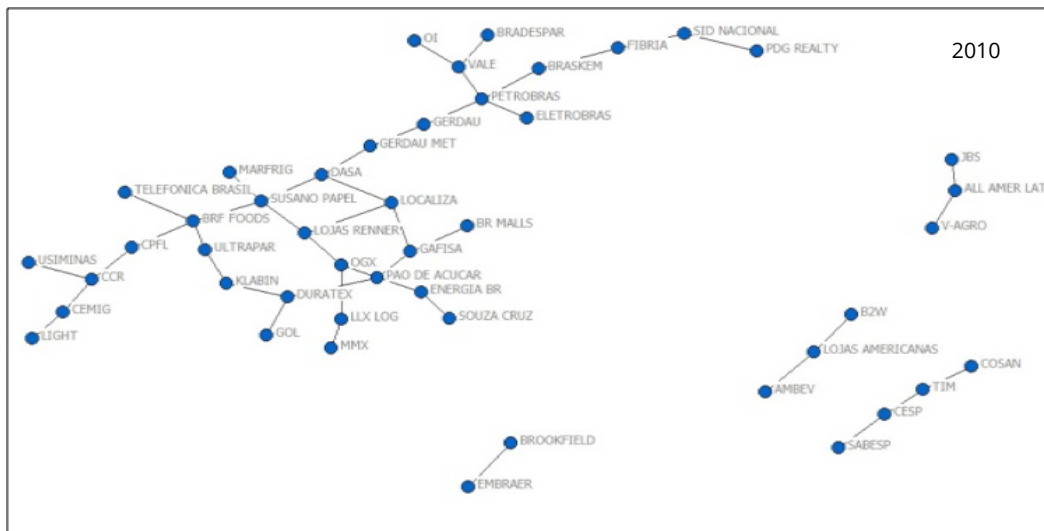 SID NACIONAL
BRADESPAR
OI
FIBRIA
PDG REALTY
2010
VALE
BRASKEM
PETROBRAS
ELETROBRAS
GERDAU
GERDAU MET
JBS
MARFRIG
DASA
TELEFONICA BRASIL
ALL AMER LAT
SUSANO PAPEL
LOCALIZA
BRF FOODS
BR MALLS
V-AGRO
LOJAS RENNER
CPFL
ULTRAPAR
GAFISA
USIMINAS
OGX
CCR
PAO DE ACUCAR
KLABIN
ENERGIA BR
DURATEX
CEMIG
LLX LOG
SOUZA CRUZ
B2W
LIGHT
GOL
MMX
LOJAS AMERICANAS
COSAN
AMBEV
TIM
CESP
BROOKFIELD
SABESP
EMBRAER